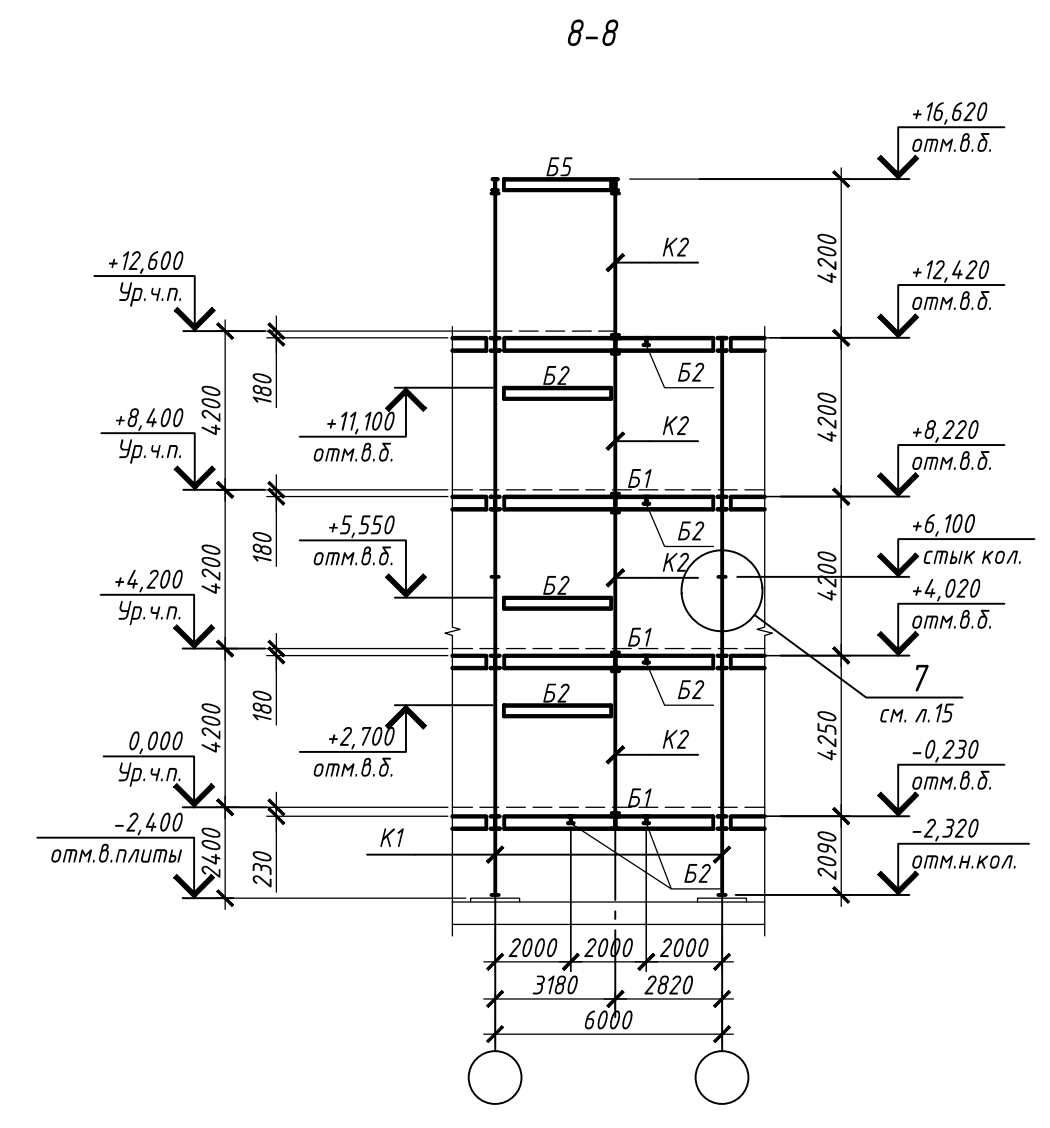 8-8
+16,620
отм.в.б.
Б5
К2
4200
+12,600
Ур.ч.п.
+12,420
отм.в.б.
180
4200
Б2
Б2
+11,100
отм.в.б.
К2
4200
+8,400
Ур.ч.п.
+8,220
отм.в.б.
Б1
180
4200
Б2
+5,550
отм.в.б.
К2
+6,100
стык кол.
4200
+4,200
Ур.ч.п.
+4,020
отм.в.б.
Б2
Б1
180
4200
Б2
Б2
7
см. л.15
+2,700
отм.в.б.
К2
4250
0,000
Ур.ч.п.
-0,230
отм.в.б.
Б1
-2,400
отм.в.плиты
2400
230
К1
Б2
2090
-2,320
отм.н.кол.
2000
2000
2000
3180
2820
6000